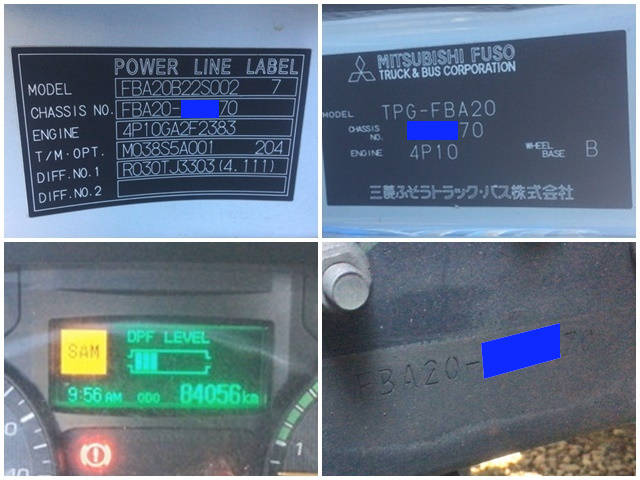 POWER LINE LABEL
MODEL FBA20B22S002 7
CHASSIS NO. FBA20- 70
ENGINE 4P10GA2F2383
T/M·OPT. M038S5A001 204
DIFF.NO.1 R030TJ3303(4.111)
DIFF.NO.2
MITSUBISHI FUSO
TRUCK & BUS CORPORATION
MODEL TPG-FBA20
CHASSIS NO. 70
ENGINE 4P10 WHEEL BASE B
三菱ふそうトラック・バス株式会社
SAM
DPF LEVEL
9:56 AM ODO 84056 km
1
FBA20- 70